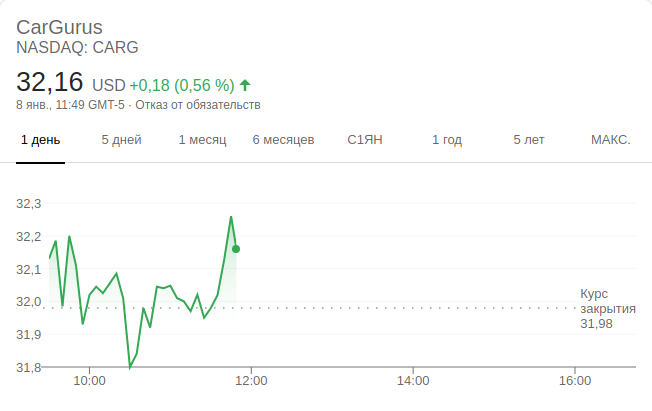 CarGurus
NASDAQ: CARG
32,16 USD +0,18 (0,56 %)
8 янв., 11:49 GMT-5 · Отказ от обязательств
1 день 5 дней 1 месяц 6 месяцев С1ЯН 1 год 5 лет МАКС.
32,3
32,2
32,1
32,0
31,9
31,8
Курс
закрытия
31,98
10:00 12:00 14:00 16:00